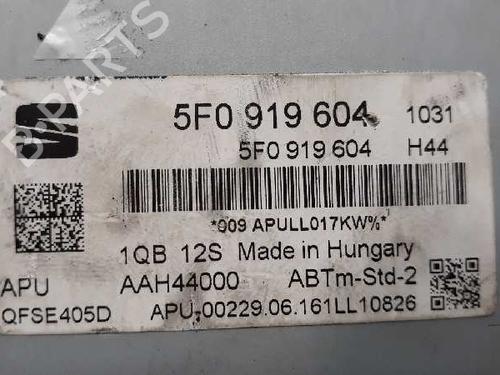 5F0 919 604 1031
5F0 919 604 H44
*009 APULL017KW%*
1QB 12S Made in Hungary
APU AAH44000 ABTm-Std-2
QFSE405D APU,00229.06.161LL10826
B-PARTS